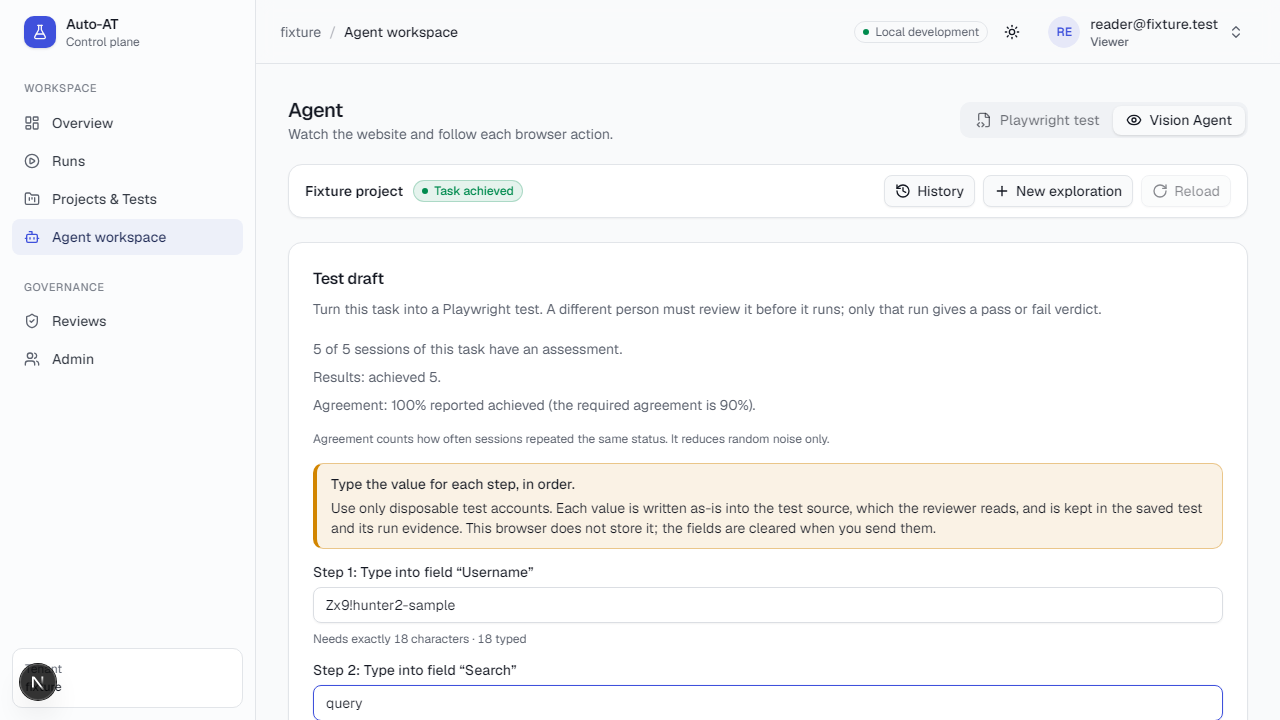 Auto-AT
Control plane
WORKSPACE
Overview
Runs
Projects & Tests
Agent workspace
GOVERNANCE
Reviews
Admin
Tenant
fixture
N
fixture / Agent workspace
Local development
RE
reader@fixture.test
Viewer
Agent
Watch the website and follow each browser action.
Playwright test
Vision Agent
Fixture project
Task achieved
History
New exploration
Reload
Test draft
Turn this task into a Playwright test. A different person must review it before it runs; only that run gives a pass or fail verdict.
5 of 5 sessions of this task have an assessment.
Results: achieved 5.
Agreement: 100% reported achieved (the required agreement is 90%).
Agreement counts how often sessions repeated the same status. It reduces random noise only.
Type the value for each step, in order.
Use only disposable test accounts. Each value is written as-is into the test source, which the reviewer reads, and is kept in the saved test
and its run evidence. This browser does not store it; the fields are cleared when you send them.
Step 1: Type into field “Username”
Zx9!hunter2-sample
Needs exactly 18 characters · 18 typed
Step 2: Type into field “Search”
query